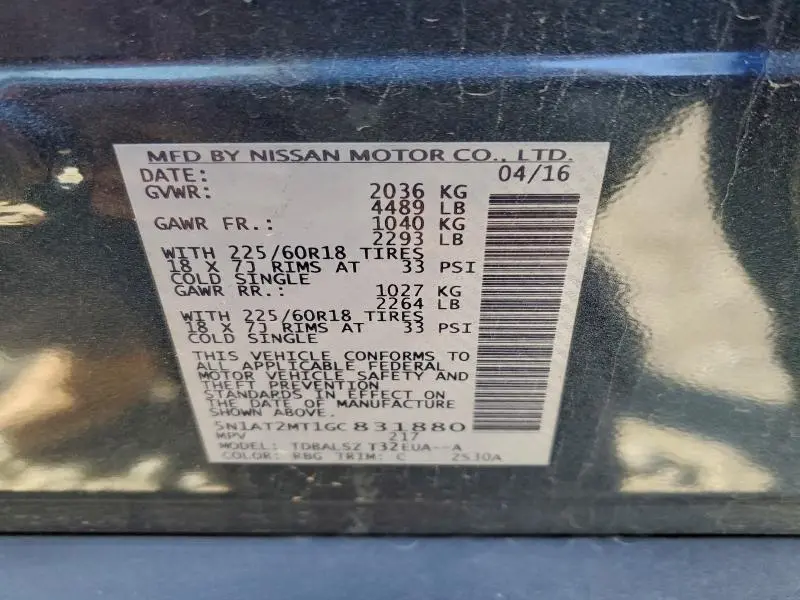 MFD BY NISSAN MOTOR CO., LTD.
DATE: 04/16
GVWR: 2036 KG
4489 LB
GAWR FR.: 1040 KG
2293 LB
WITH 225/60R18 TIRES
18 X 7J RIMS AT 33 PSI
COLD SINGLE
GAWR RR.: 1027 KG
2264 LB
WITH 225/60R18 TIRES
18 X 7J RIMS AT 33 PSI
COLD SINGLE
THIS VEHICLE CONFORMS TO
ALL APPLICABLE FEDERAL
MOTOR VEHICLE SAFETY AND
THEFT PREVENTION
STANDARDS IN EFFECT ON
THE DATE OF MANUFACTURE
SHOWN ABOVE.
5N1AT2MT1GC831880
MPV 217
MODEL: TDBALSZ T32EUA--A
COLOR: RBG TRIM: C 2530A